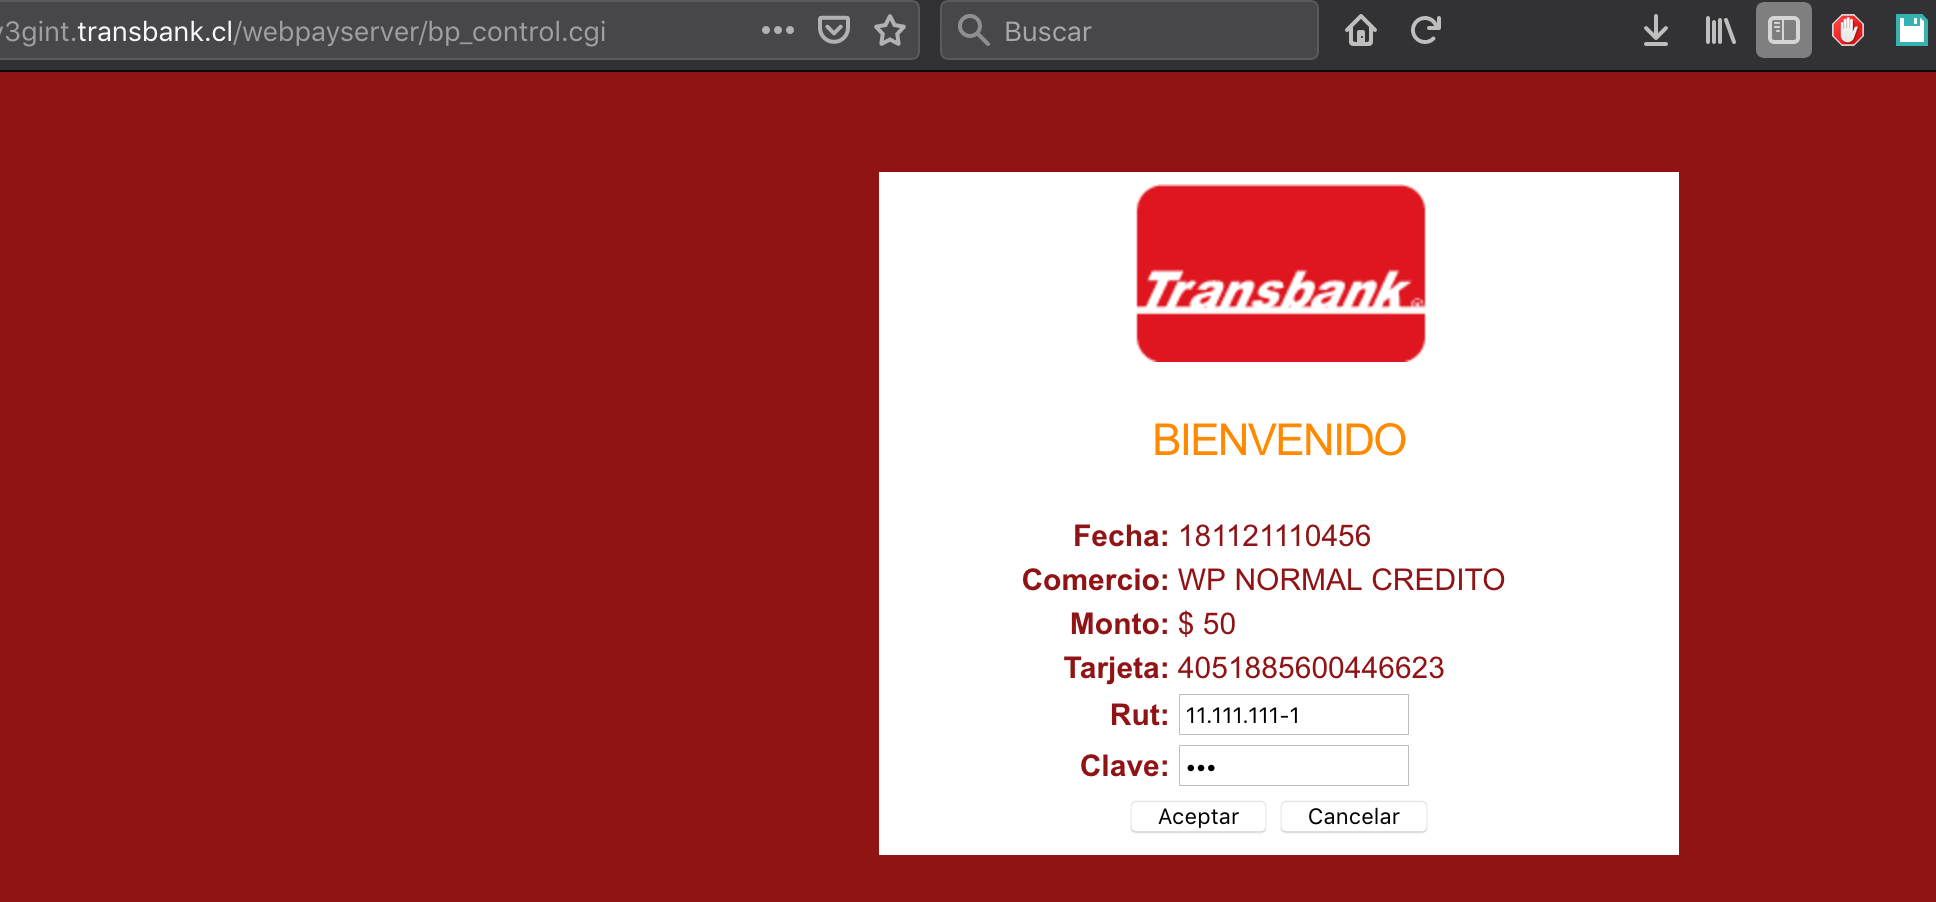 3gint.transbank.cl/webpayserver/bp_control.cgi
Buscar
Transbank®
BIENVENIDO
Fecha: 181121110456
Comercio: WP NORMAL CREDITO
Monto: $ 50
Tarjeta: 4051885600446623
Rut: 11.111.111-1
Clave: •••
Aceptar Cancelar